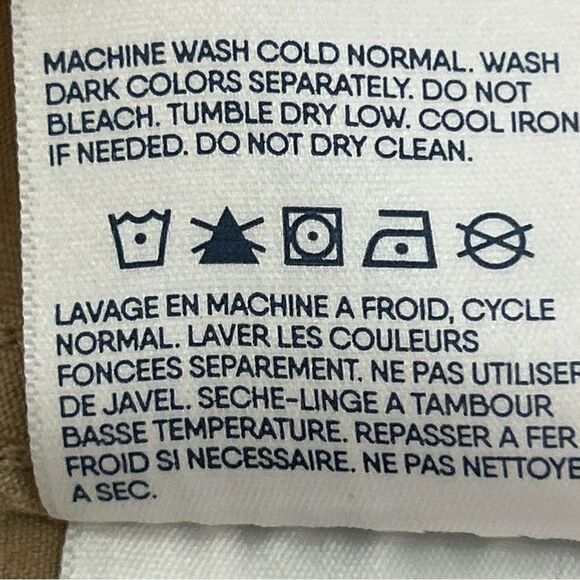 MACHINE WASH COLD NORMAL. WASH
DARK COLORS SEPARATELY. DO NOT
BLEACH. TUMBLE DRY LOW. COOL IRON
IF NEEDED. DO NOT DRY CLEAN.
LAVAGE EN MACHINE A FROID, CYCLE
NORMAL. LAVER LES COULEURS
FONCEES SEPAREMENT. NE PAS UTILISER
DE JAVEL. SECHE-LINGE A TAMBOUR
BASSE TEMPERATURE. REPASSER A FER
FROID SI NECESSAIRE. NE PAS NETTOYE
A SEC.